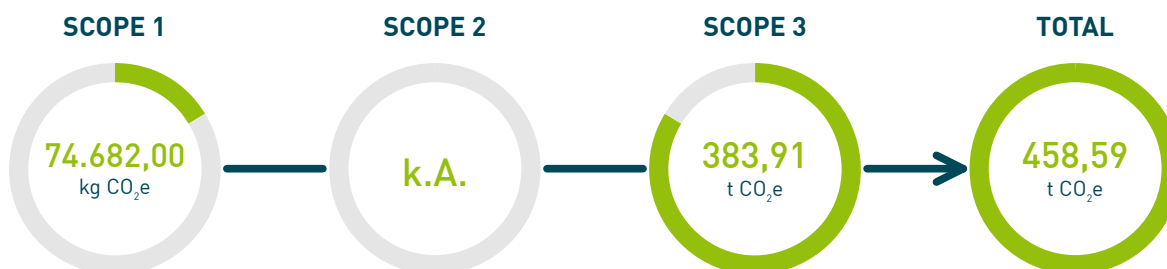 SCOPE 1
74.682,00
kg CO₂e
SCOPE 2
k.A.
SCOPE 3
383,91
t CO₂e
TOTAL
458,59
t CO₂e